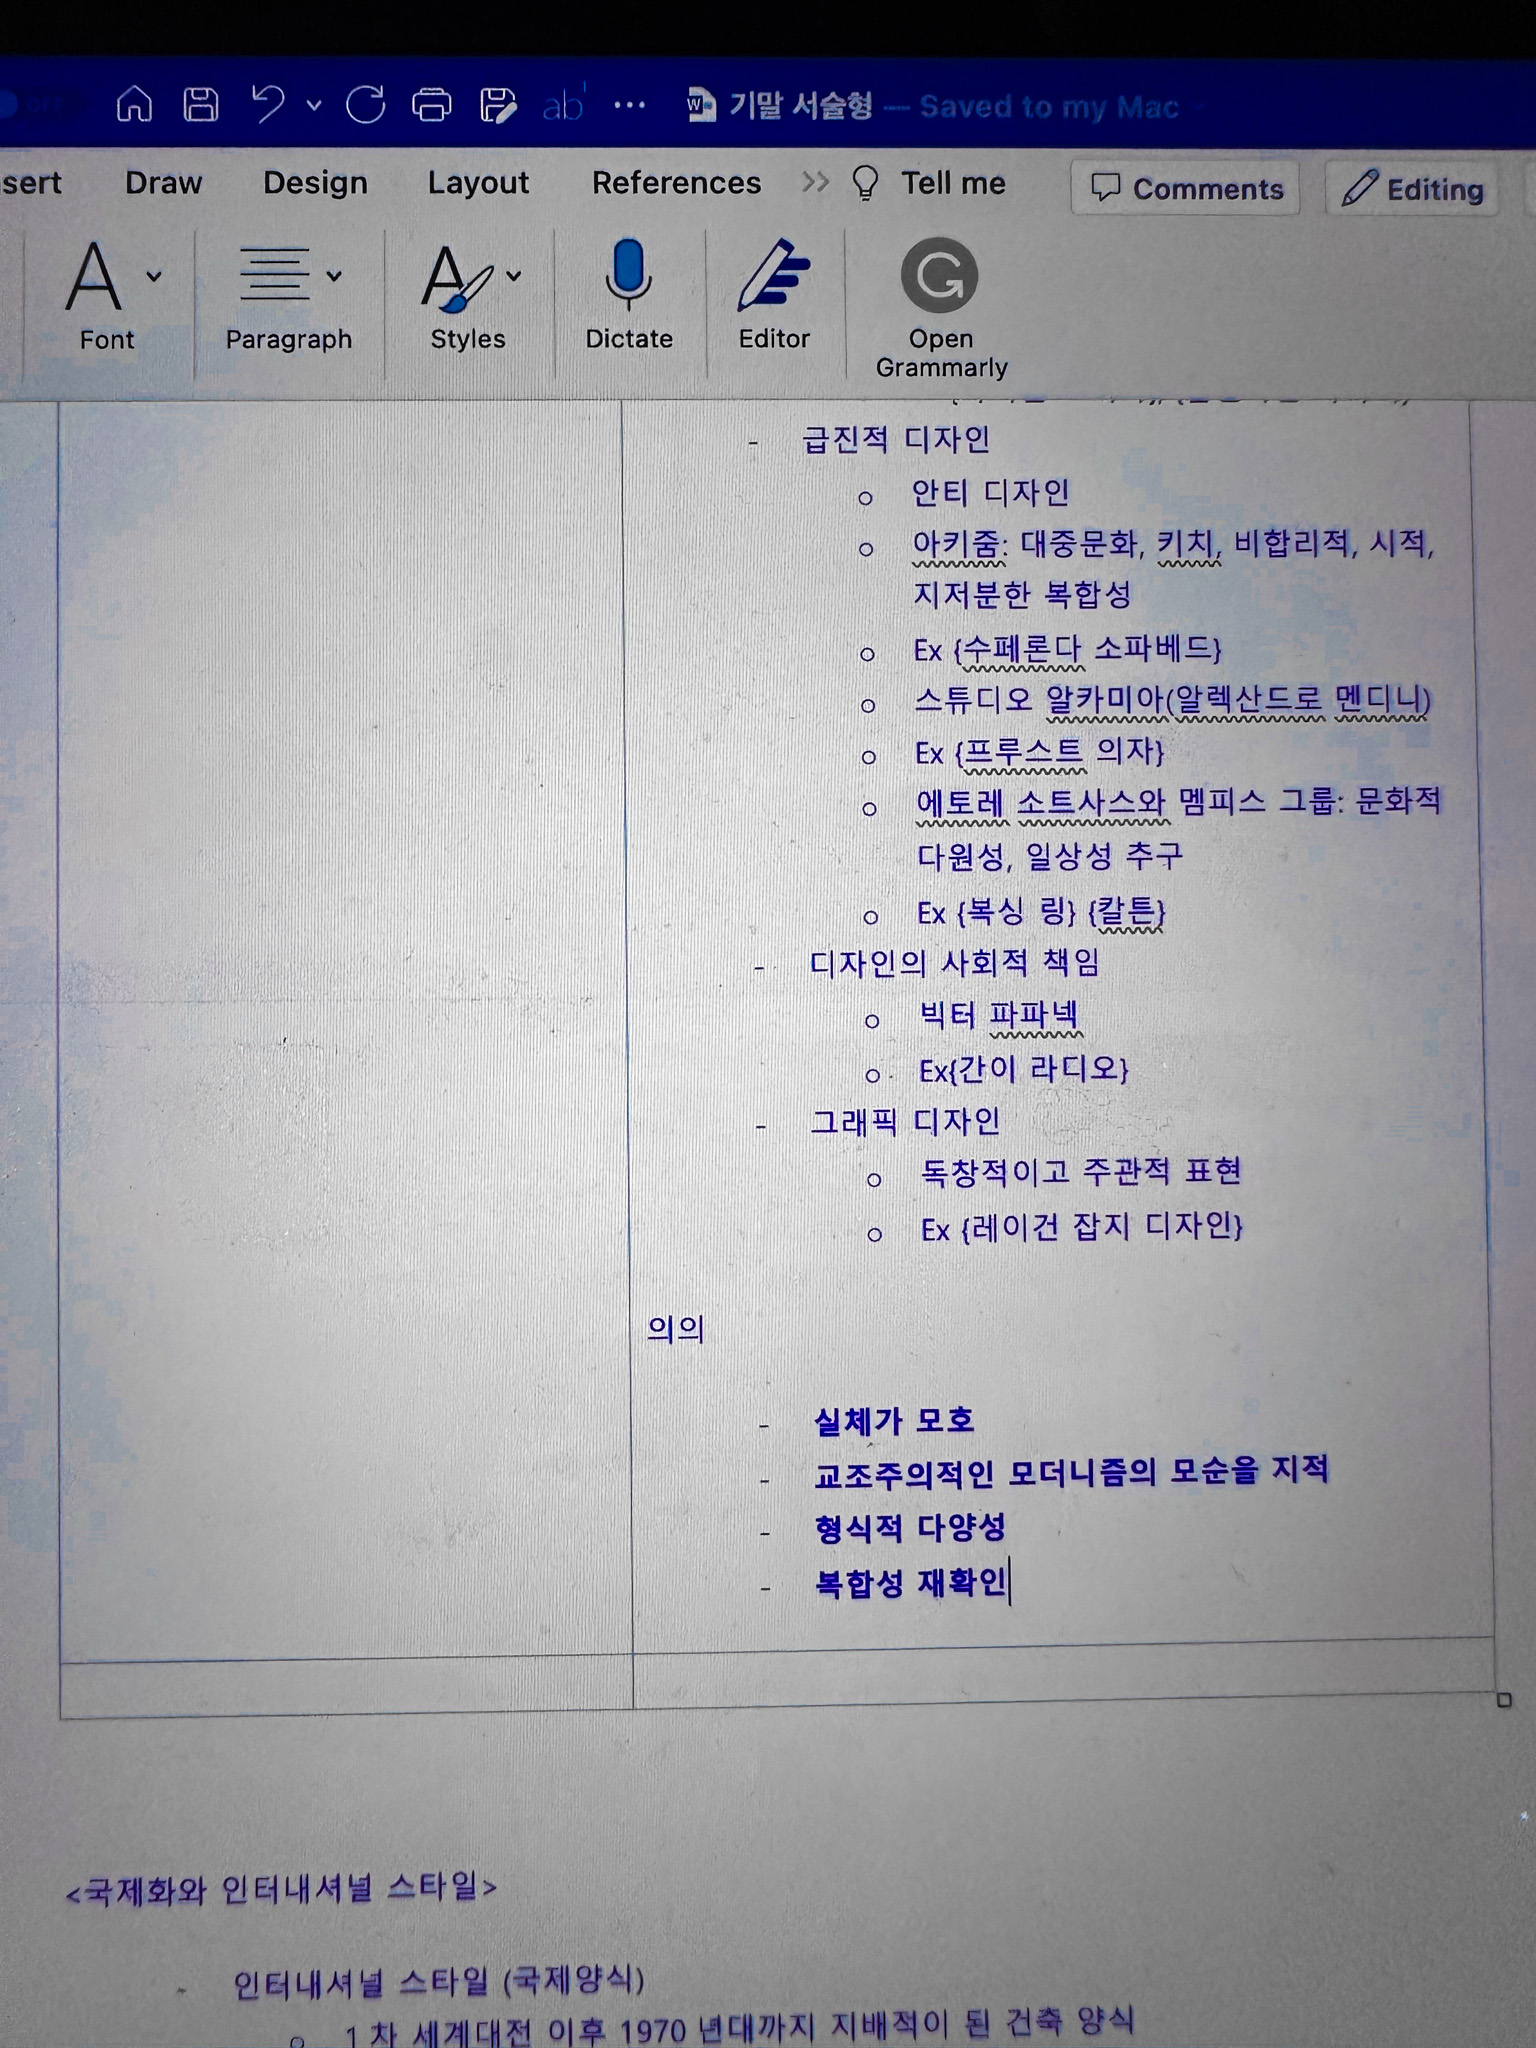 OFF 기말 서술형 — Saved to my Mac
sert Draw Design Layout References >> Tell me Comments Editing
Font Paragraph Styles Dictate Editor Open
Grammarly
- 급진적 디자인
o 안티 디자인
o 아키줌: 대중문화, 키치, 비합리적, 시적,
지저분한 복합성
o Ex {수페론다 소파베드}
o 스튜디오 알카미아(알렉산드로 멘디니)
o Ex {프루스트 의자}
o 에토레 소트사스와 멤피스 그룹: 문화적
다원성, 일상성 추구
o Ex {복싱 링} {칼튼}
- 디자인의 사회적 책임
o 빅터 파파넥
o Ex{간이 라디오}
- 그래픽 디자인
o 독창적이고 주관적 표현
o Ex {레이건 잡지 디자인}
의의
- 실체가 모호
- 교조주의적인 모더니즘의 모순을 지적
- 형식적 다양성
- 복합성 재확인
<국제화와 인터내셔널 스타일>
- 인터내셔널 스타일 (국제양식)
o 1 차 세계대전 이후 1970 년대까지 지배적이 된 건축 양식